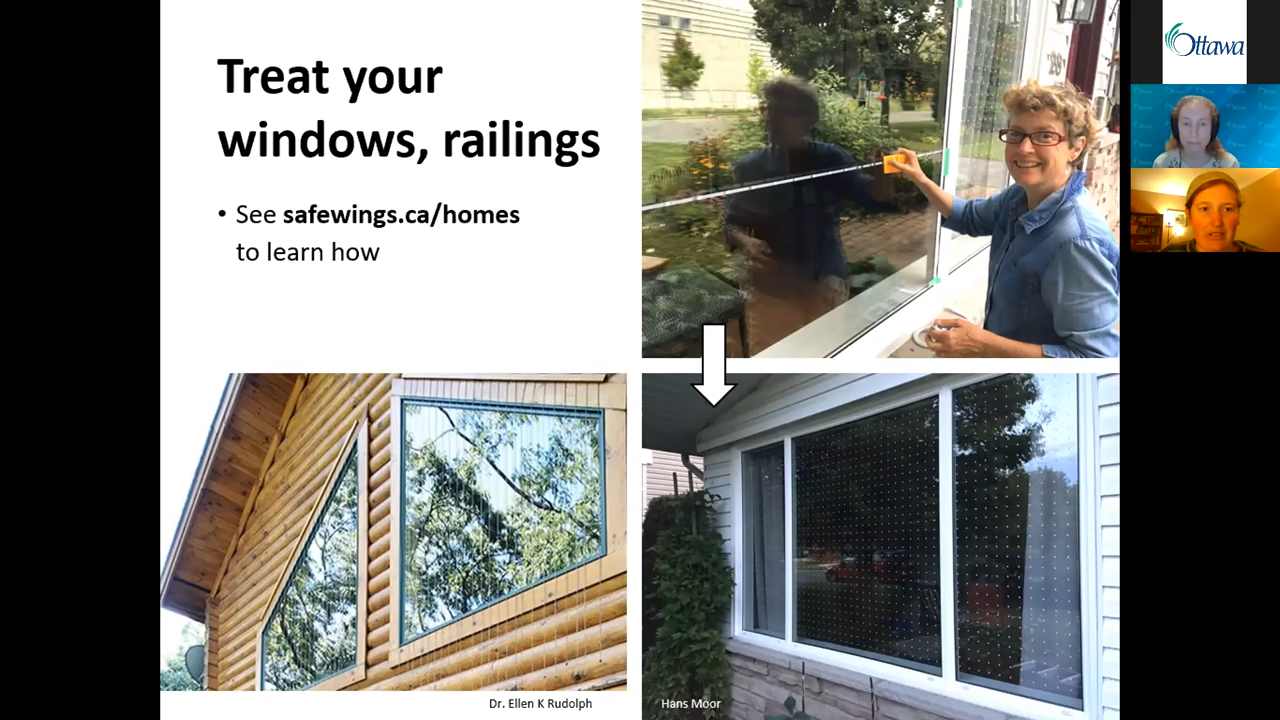 Treat your
windows, railings
• See safewings.ca/homes
to learn how
Dr. Ellen K Rudolph
Hans Moor
Ottawa